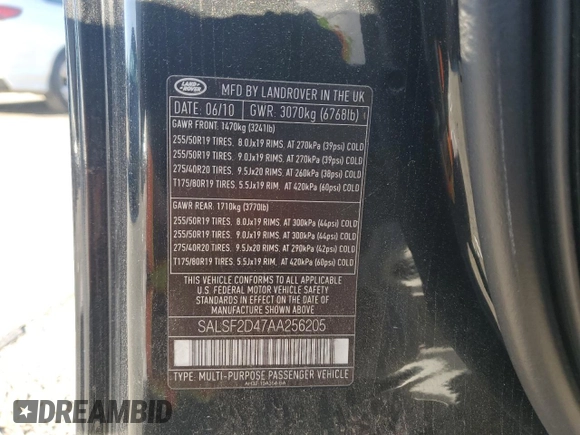 LAND ROVER
MFD BY LANDROVER IN THE UK
DATE: 06/10 GWR: 3070kg (6768lb)
GAWR FRONT: 1470kg (3241lb)
255/50R19 TIRES. 8.0Jx19 RIMS. AT 270kPa (39psi) COLD
255/50R19 TIRES. 9.0Jx19 RIMS. AT 270kPa (39psi) COLD
275/40R20 TIRES. 9.5Jx20 RIMS. AT 260kPa (38psi) COLD
T175/80R19 TIRE. 5.5Jx19 RIM. AT 420kPa (60psi) COLD
GAWR REAR: 1710kg (3770lb)
255/50R19 TIRES. 8.0Jx19 RIMS. AT 300kPa (44psi) COLD
255/50R19 TIRES. 9.0Jx19 RIMS. AT 300kPa (44psi) COLD
275/40R20 TIRES. 9.5Jx20 RIMS. AT 290kPa (42psi) COLD
T175/80R19 TIRE. 5.5Jx19 RIM. AT 420kPa (60psi) COLD
THIS VEHICLE CONFORMS TO ALL APPLICABLE
U.S. FEDERAL MOTOR VEHICLE SAFETY
STANDARDS IN EFFECT ON THE DATE OF
MANUFACTURE SHOWN ABOVE.
SALSF2D47AA256205
TYPE: MULTI-PURPOSE PASSENGER VEHICLE
DREAMBID